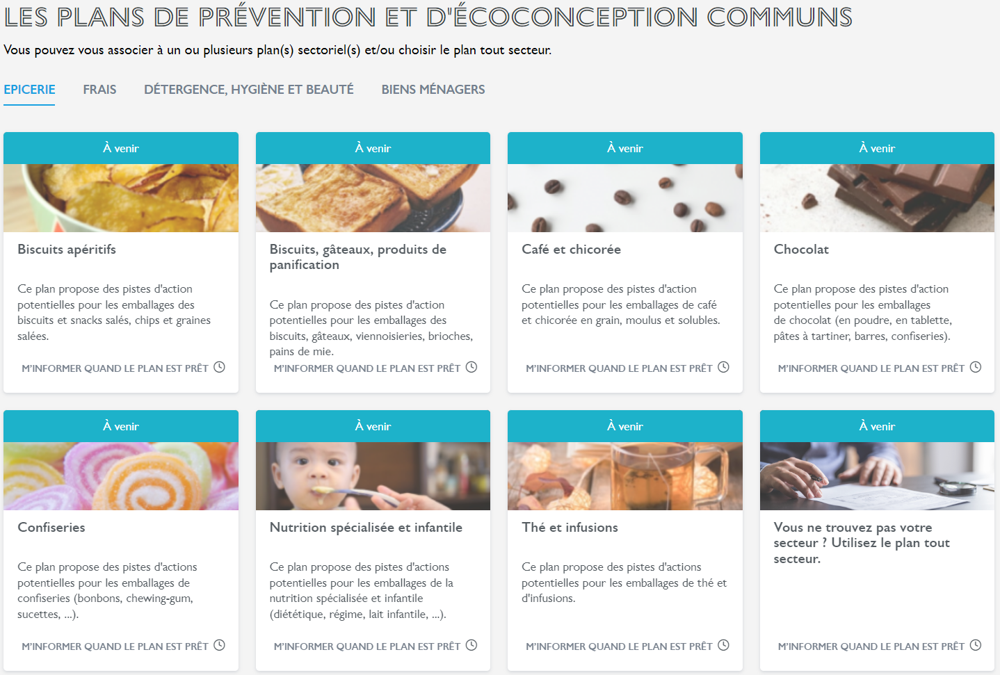 LES PLANS DE PRÉVENTION ET D'ÉCOCONCEPTION COMMUNS
Vous pouvez vous associer à un ou plusieurs plan(s) sectoriel(s) et/ou choisir le plan tout secteur.
EPICERIE FRAIS DÉTERGENCE, HYGIÈNE ET BEAUTÉ BIENS MÉNAGERS
À venir
Biscuits apéritifs
Ce plan propose des pistes d'action
potentielles pour les emballages des
biscuits et snacks salés, chips et graines
salées.
M'INFORMER QUAND LE PLAN EST PRÊT
À venir
Biscuits, gâteaux, produits de
panification
Ce plan propose des pistes d'action
potentielles pour les emballages des
biscuits, gâteaux, viennoisieries, brioches,
pains de mie.
M'INFORMER QUAND LE PLAN EST PRÊT
À venir
Café et chicorée
Ce plan propose des pistes d'action
potentielles pour les emballages de café
et chicorée en grain, moulus et solubles.
M'INFORMER QUAND LE PLAN EST PRÊT
À venir
Chocolat
Ce plan propose des pistes d'action
potentielles pour les emballages
de chocolat (en poudre, en tablette,
pâtes à tartiner, barres, confiseries).
M'INFORMER QUAND LE PLAN EST PRÊT
À venir
Confiseries
Ce plan propose des pistes d'actions
potentielles pour les emballages de
confiseries (bonbons, chewing-gum,
sucettes, ...).
M'INFORMER QUAND LE PLAN EST PRÊT
À venir
Nutrition spécialisée et infantile
Ce plan propose des pistes d'actions
potentielles pour les emballages de la
nutrition spécialisée et infantile
(diététique, régime, lait infantile, ...).
M'INFORMER QUAND LE PLAN EST PRÊT
À venir
Thé et infusions
Ce plan propose des pistes d'actions
potentielles pour les emballages de thé et
d'infusions.
M'INFORMER QUAND LE PLAN EST PRÊT
À venir
Vous ne trouvez pas votre
secteur ? Utilisez le plan tout
secteur.
M'INFORMER QUAND LE PLAN EST PRÊT